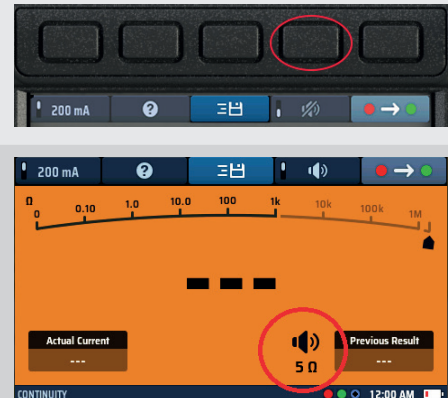 200 mA ?
200 mA ?
Ω
0 0.10 1.0 10.0 100 1k 10k 100k 1M
Actual Current Previous Result
--- 5 Ω ---
CONTINUITY 12:00 AM